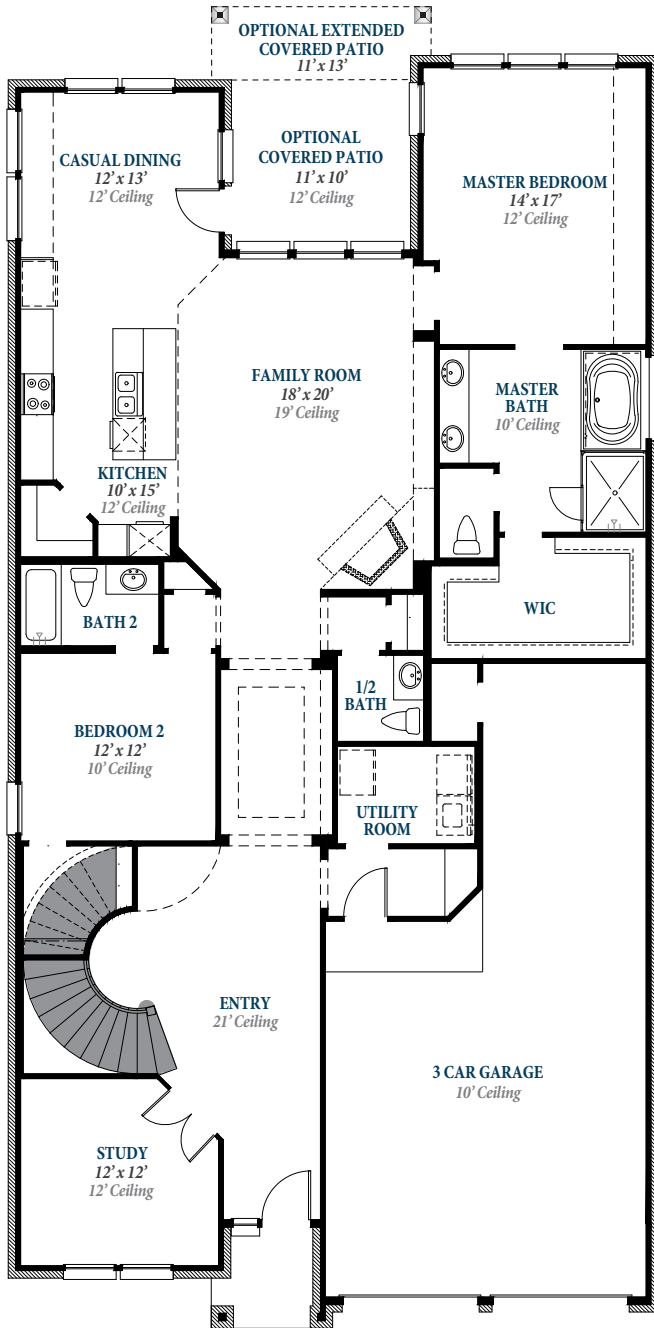 OPTIONAL EXTENDED
COVERED PATIO
11’ x 13’
OPTIONAL
COVERED PATIO
11’ x 10’
12’ Ceiling
CASUAL DINING
12’ x 13’
12’ Ceiling
MASTER BEDROOM
14’ x 17’
12’ Ceiling
FAMILY ROOM
18’ x 20’
19’ Ceiling
MASTER
BATH
10’ Ceiling
KITCHEN
10’ x 15’
12’ Ceiling
WIC
BATH 2
1/2
BATH
BEDROOM 2
12’ x 12’
10’ Ceiling
UTILITY
ROOM
ENTRY
21’ Ceiling
3 CAR GARAGE
10’ Ceiling
STUDY
12’ x 12’
12’ Ceiling